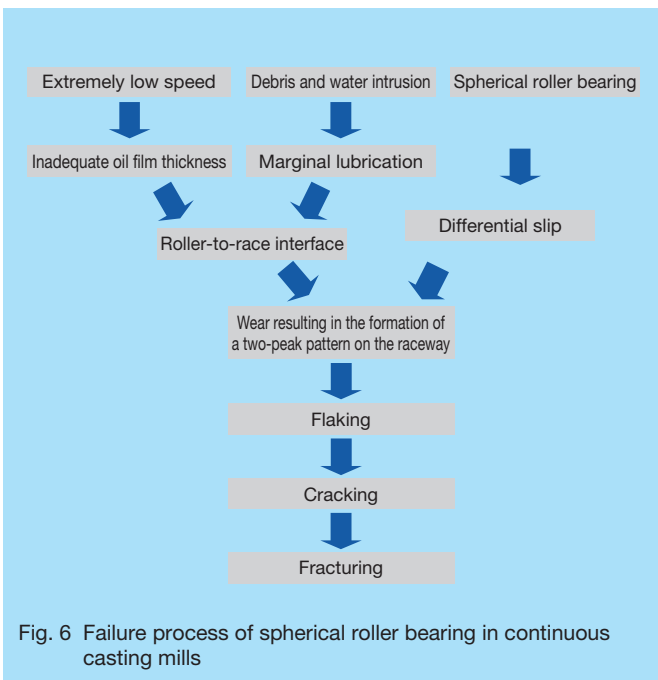 Extremely low speed
Debris and water intrusion
Spherical roller bearing
Inadequate oil film thickness
Marginal lubrication
Differential slip
Roller-to-race interface
Wear resulting in the formation of
a two-peak pattern on the raceway
Flaking
Cracking
Fracturing
Fig. 6 Failure process of spherical roller bearing in continuous
casting mills